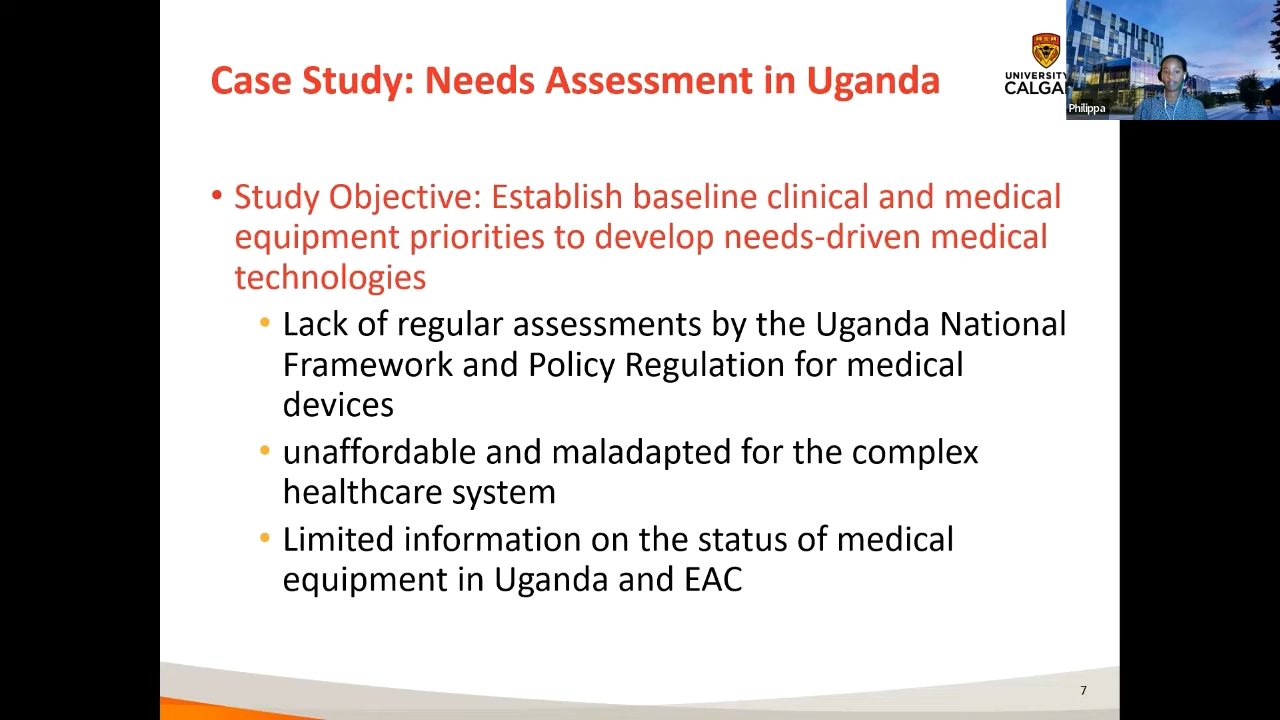 Case Study: Needs Assessment in Uganda
UNIVERSITY
Philippa
• Study Objective: Establish baseline clinical and medical
equipment priorities to develop needs-driven medical
technologies
• Lack of regular assessments by the Uganda National
Framework and Policy Regulation for medical
devices
• unaffordable and maladapted for the complex
healthcare system
• Limited information on the status of medical
equipment in Uganda and EAC
7